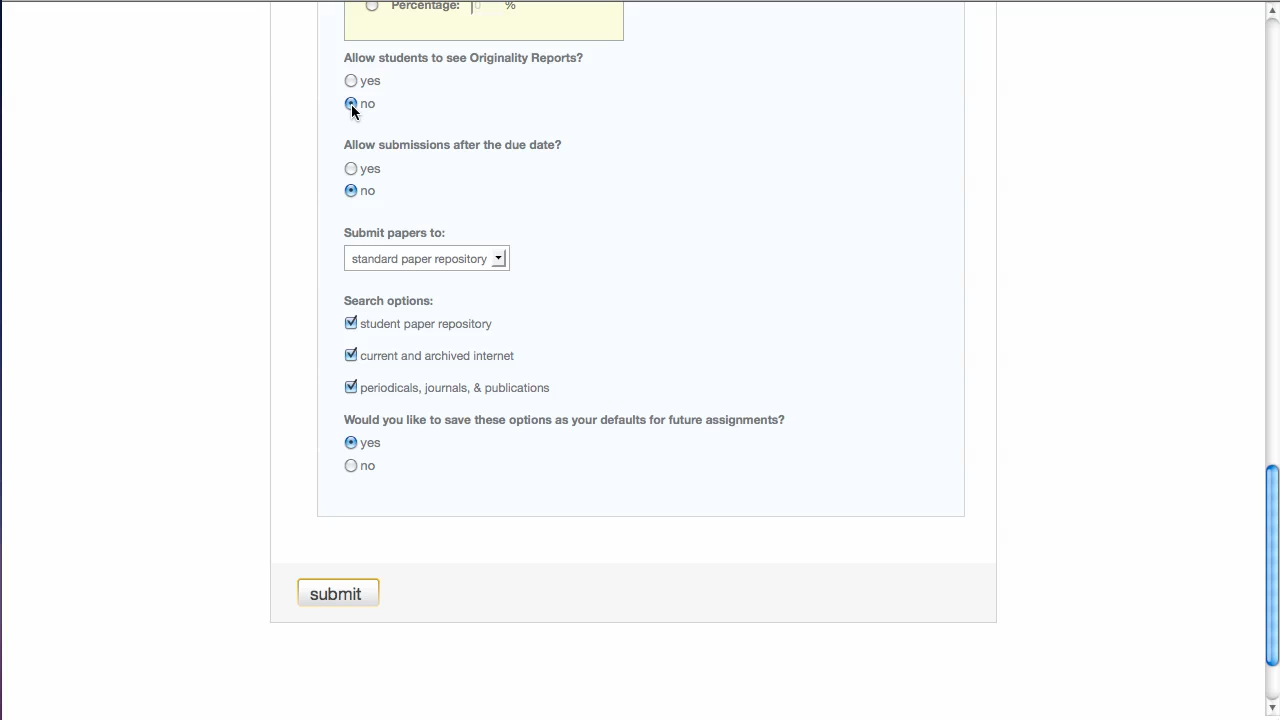 Percentage: 0 %
Allow students to see Originality Reports?
yes
no
Allow submissions after the due date?
yes
no
Submit papers to:
standard paper repository
Search options:
student paper repository
current and archived internet
periodicals, journals, & publications
Would you like to save these options as your defaults for future assignments?
yes
no
submit